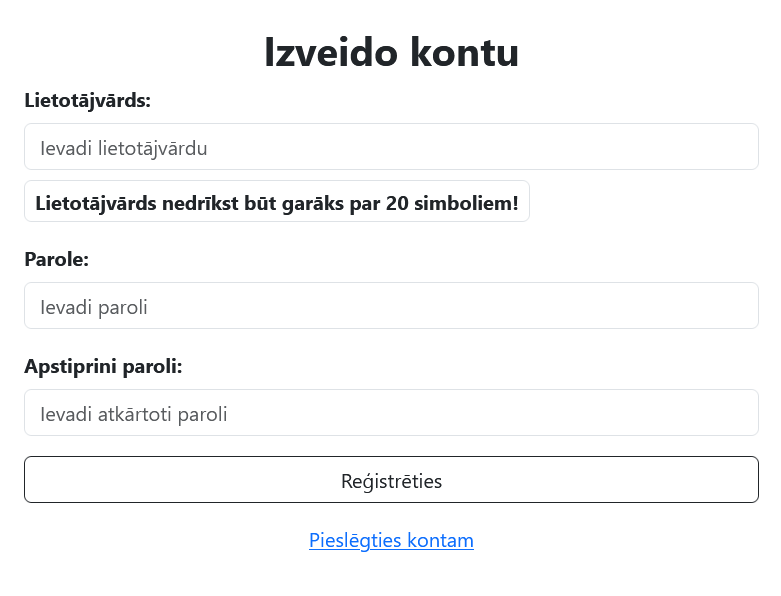 Izveido kontu
Lietotājvārds:
Ievadi lietotājvārdu
Lietotājvārds nedrīkst būt garāks par 20 simboliem!
Parole:
Ievadi paroli
Apstiprini paroli:
Ievadi atkārtoti paroli
Reģistrēties
Pieslēgties kontam